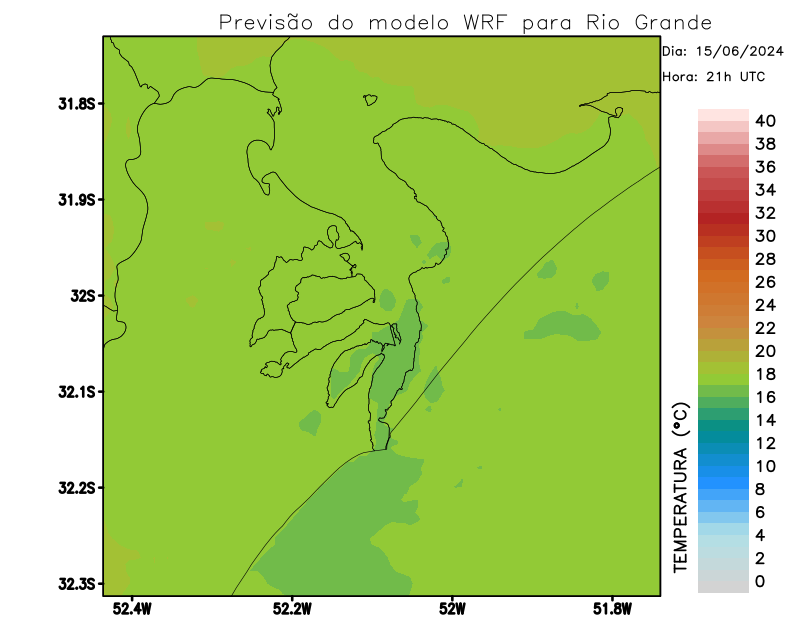 Previsão do modelo WRF para Rio Grande
Dia: 15/06/2024
Hora: 21h UTC
31.8S
31.9S
32S
32.1S
32.2S
32.3S
52.4W
52.2W
52W
51.8W
TEMPERATURA (°C)
40
38
36
34
32
30
28
26
24
22
20
18
16
14
12
10
8
6
4
2
0